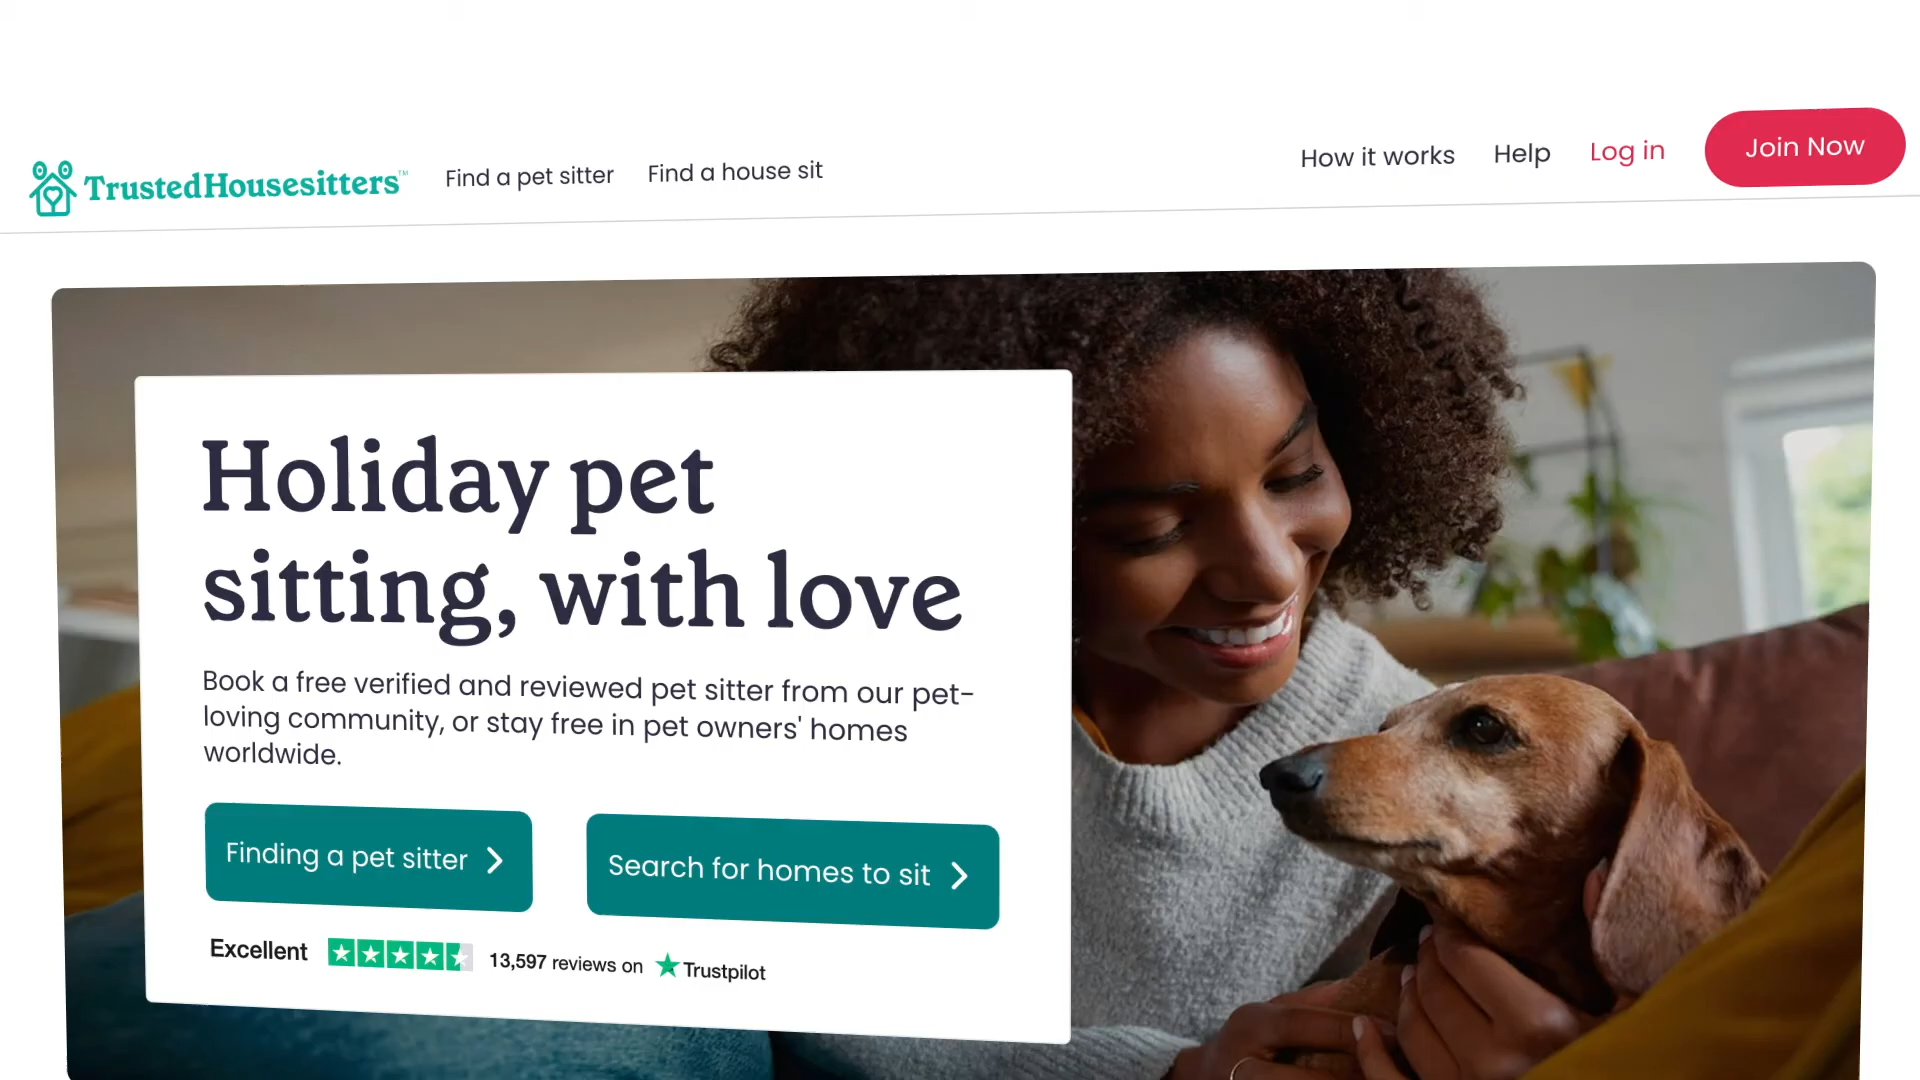 TrustedHousesitters™
Find a pet sitter
Find a house sit
How it works
Help
Log in
Join Now
Holiday pet
sitting, with love
Book a free verified and reviewed pet sitter from our pet-
loving community, or stay free in pet owners' homes
worldwide.
Finding a pet sitter
Search for homes to sit
Excellent
13,597 reviews on
Trustpilot